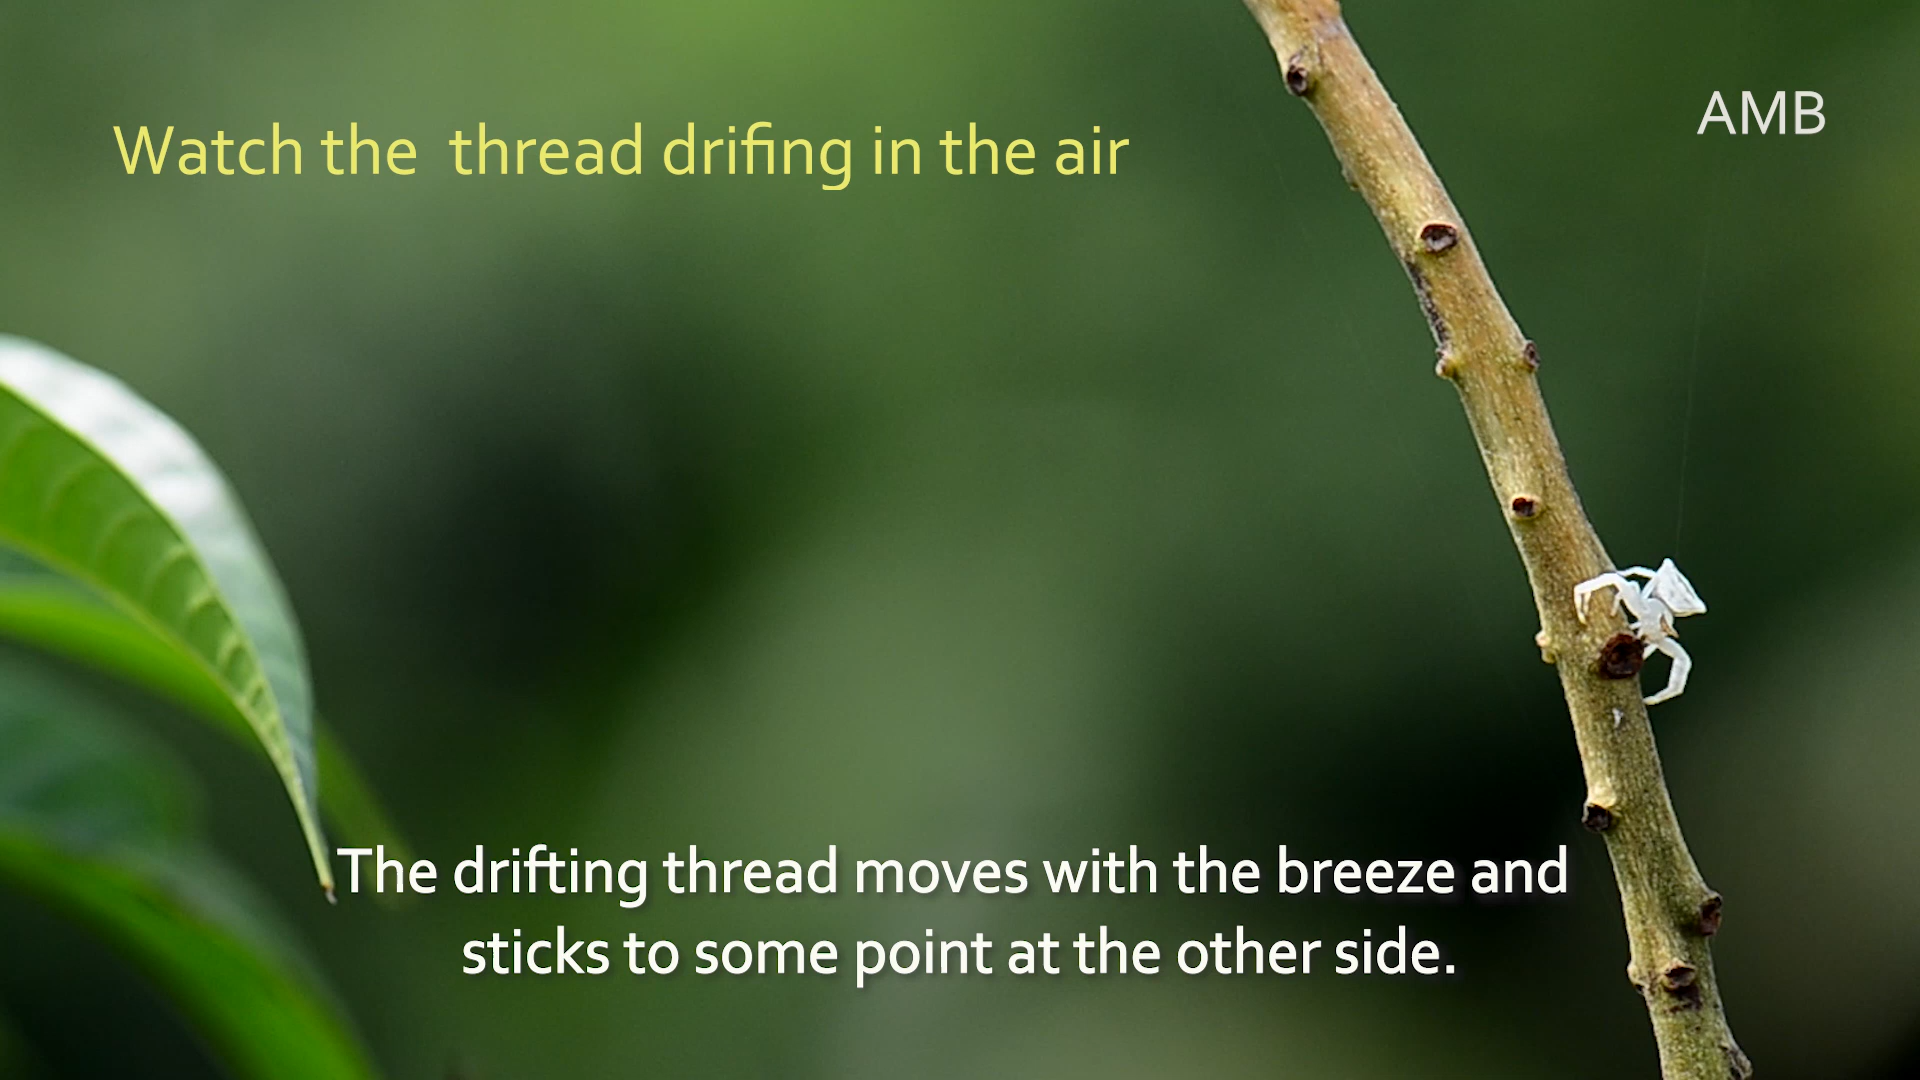 AMB
Watch the  thread drifing in the air
The drifting thread moves with the breeze and
sticks to some point at the other side.